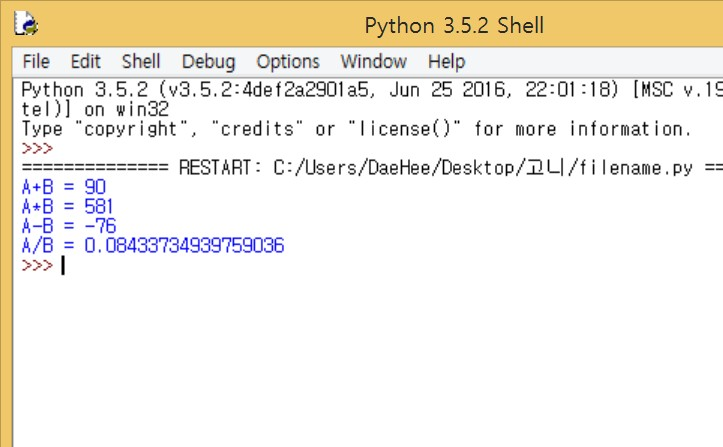 Python 3.5.2 Shell
File Edit Shell Debug Options Window Help
Python 3.5.2 (v3.5.2:4def2a2901a5, Jun 25 2016, 22:01:18) [MSC v.19
tel)] on win32
Type "copyright", "credits" or "license()" for more information.
>>>
============== RESTART: C:/Users/DaeHee/Desktop/고니/filename.py ==
A+B = 90
A*B = 581
A-B = -76
A/B = 0.08433734939759036
>>>